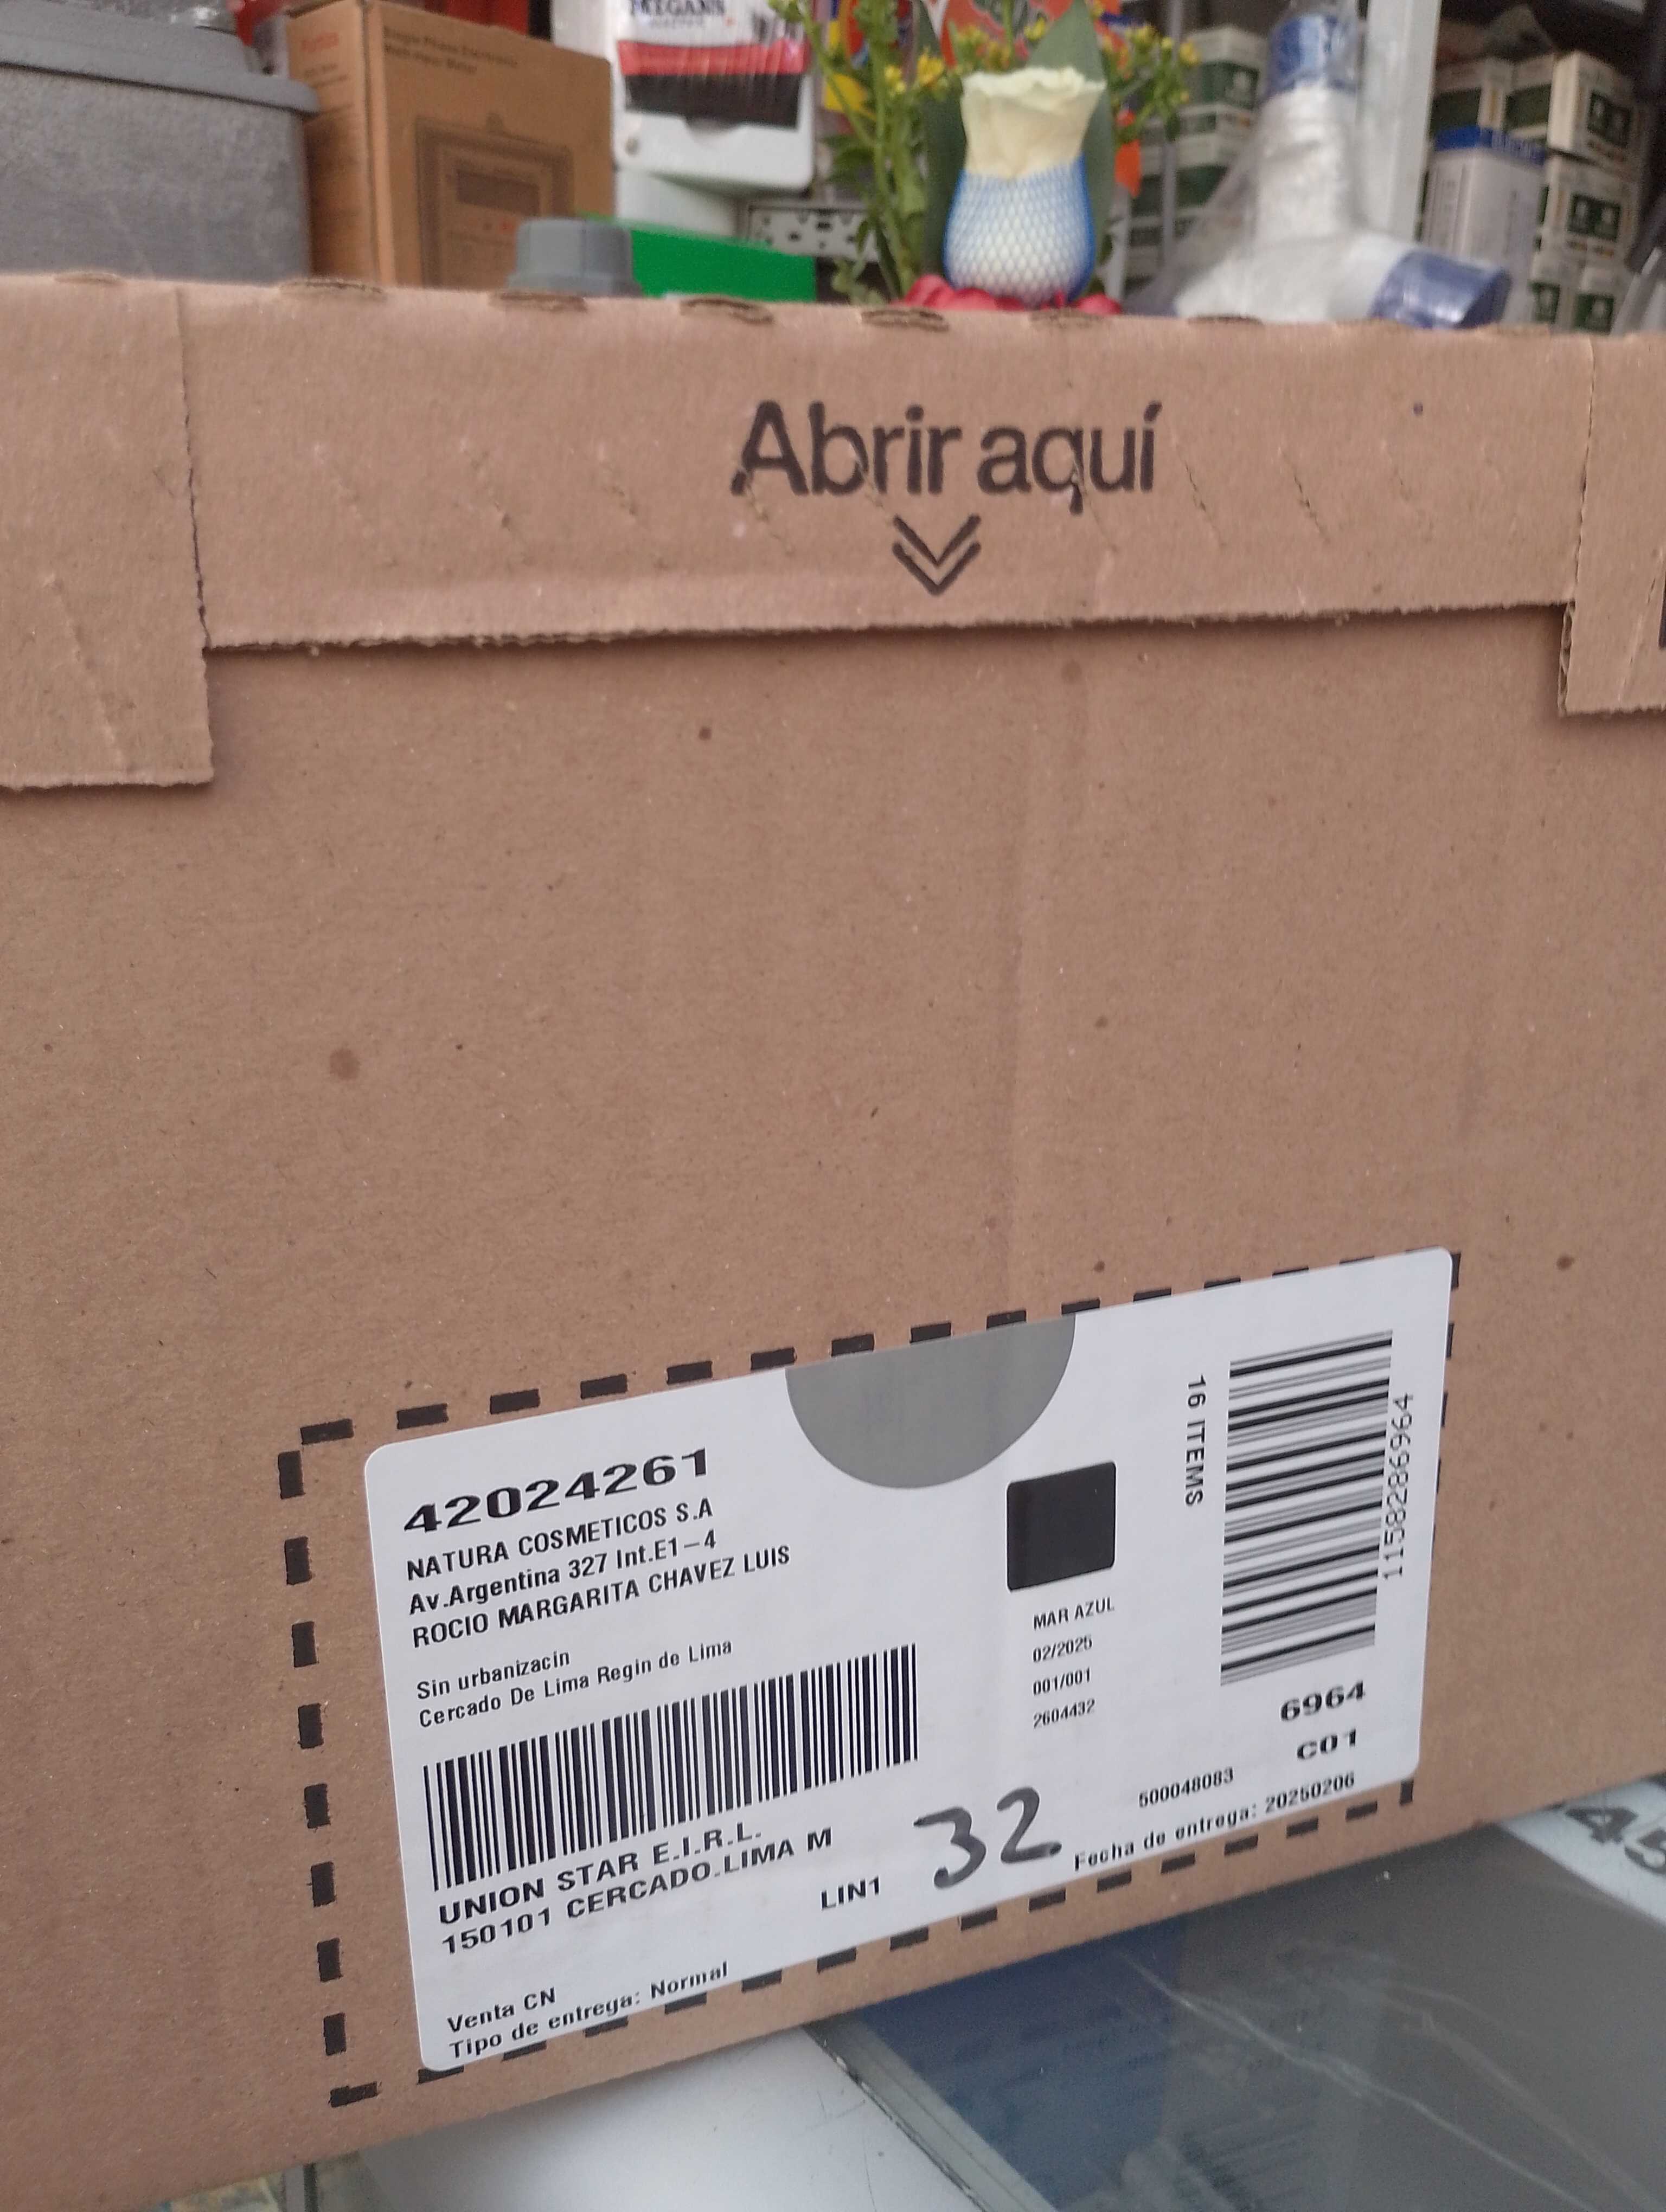 Abrir aquí
42024261
NATURA COSMETICOS S.A
Av.Argentina 327 Int.E1-4
ROCIO MARGARITA CHAVEZ LUIS
Sin urbanizacin
Cercado De Lima Regin de Lima
UNION STAR E.I.R.L.
150101 CERCADO.LIMA M
LIN1
32
Venta CN
Tipo de entrega: Normal
MAR AZUL
02/2025
001/001
2604432
16 ITEMS
1158286964
6964
C01
500048083
Fecha de entrega: 20250206
45